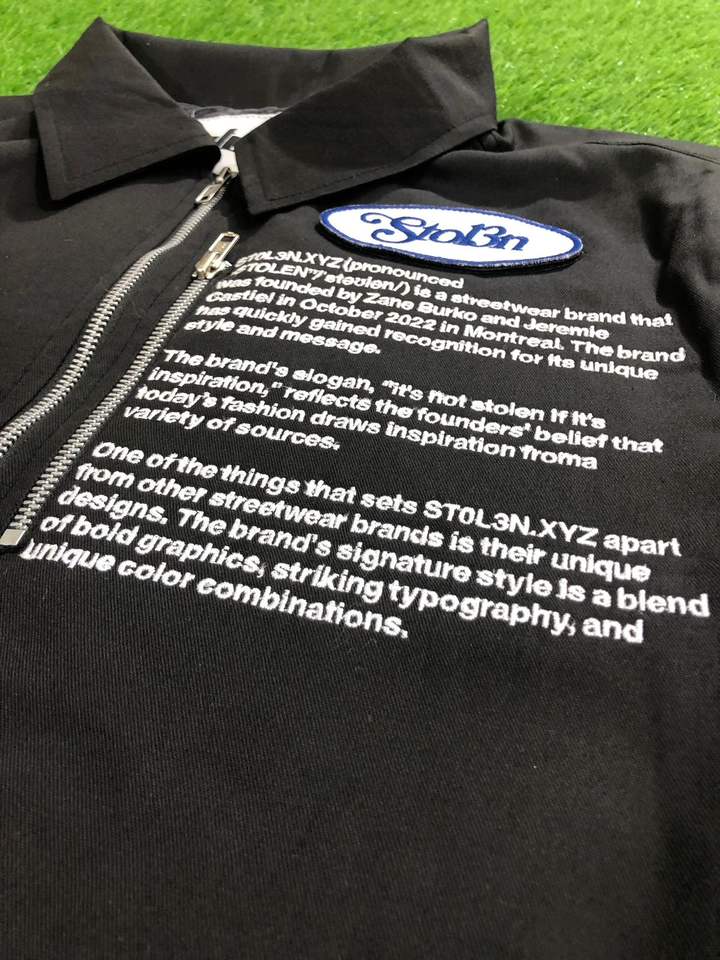 Stol3n
ST0L3N.XYZ (pronounced
"STOLEN"/ˈstoʊlən/) is a streetwear brand that
was founded by Zane Burko and Jeremie
Castiel in October 2022 in Montreal. The brand
has quickly gained recognition for its unique
style and message.
The brand's slogan, "it's not stolen if it's
inspiration," reflects the founders' belief that
today's fashion draws inspiration froma
variety of sources.
One of the things that sets ST0L3N.XYZ apart
from other streetwear brands is their unique
designs. The brand's signature style is a blend
of bold graphics, striking typography, and
unique color combinations.